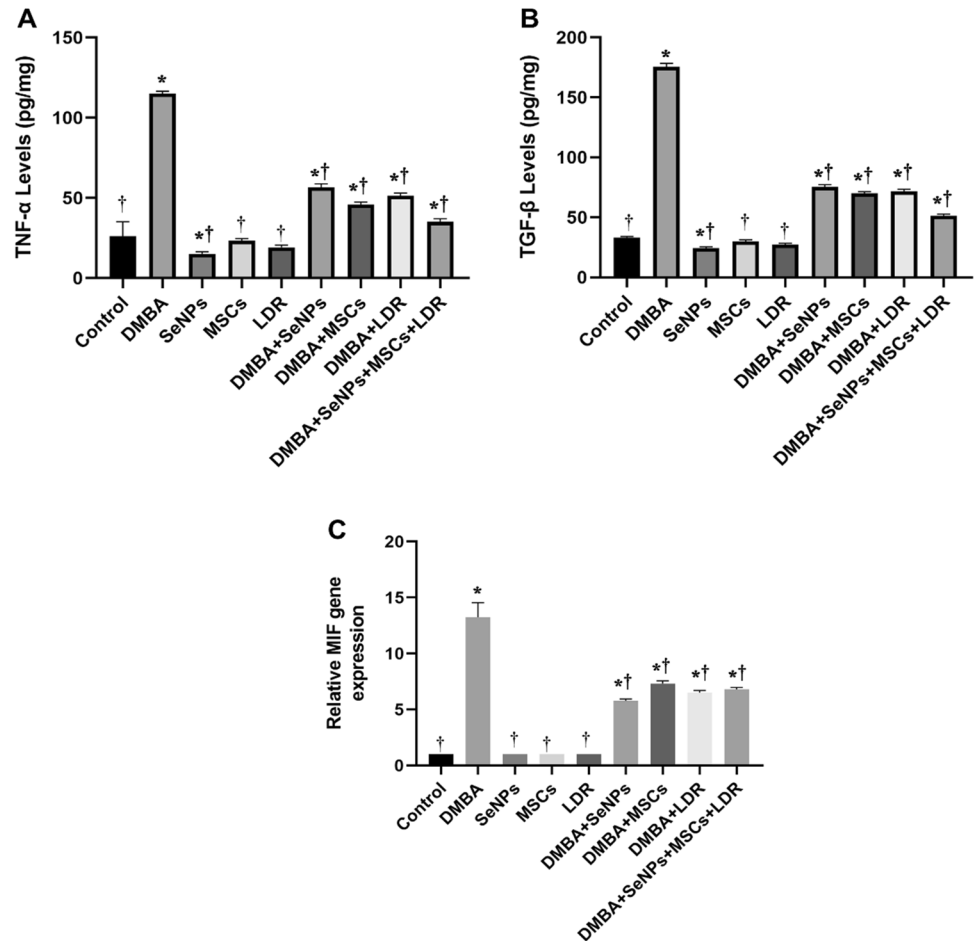 A
TNF-α Levels (pg/mg)
150
100
50
0
*
†
*†
†
†
*†
*†
*†
*†
Control
DMBA
SeNPs
MSCs
LDR
DMBA+SeNPs
DMBA+MSCs
DMBA+LDR
DMBA+SeNPs+MSCs+LDR
B
TGF-β Levels (pg/mg)
200
150
100
50
0
*
†
*†
†
†
*†
*†
*†
*†
Control
DMBA
SeNPs
MSCs
LDR
DMBA+SeNPs
DMBA+MSCs
DMBA+LDR
DMBA+SeNPs+MSCs+LDR
C
Relative MIF gene
expression
20
15
10
5
0
†
*
†
†
†
*†
*†
*†
*†
Control
DMBA
SeNPs
MSCs
LDR
DMBA+SeNPs
DMBA+MSCs
DMBA+LDR
DMBA+SeNPs+MSCs+LDR